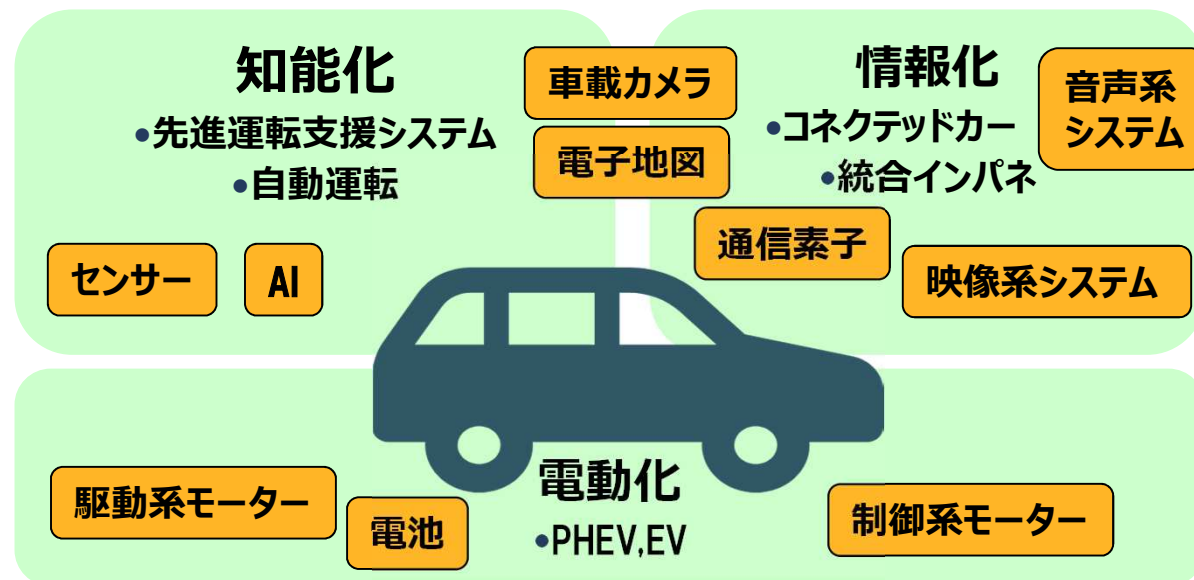 知能化
•先進運転支援システム
•自動運転
車載カメラ
電子地図
センサー
AI
情報化
•コネクテッドカー
•統合インパネ
音声系
システム
通信素子
映像系システム
電動化
•PHEV,EV
駆動系モーター
電池
制御系モーター